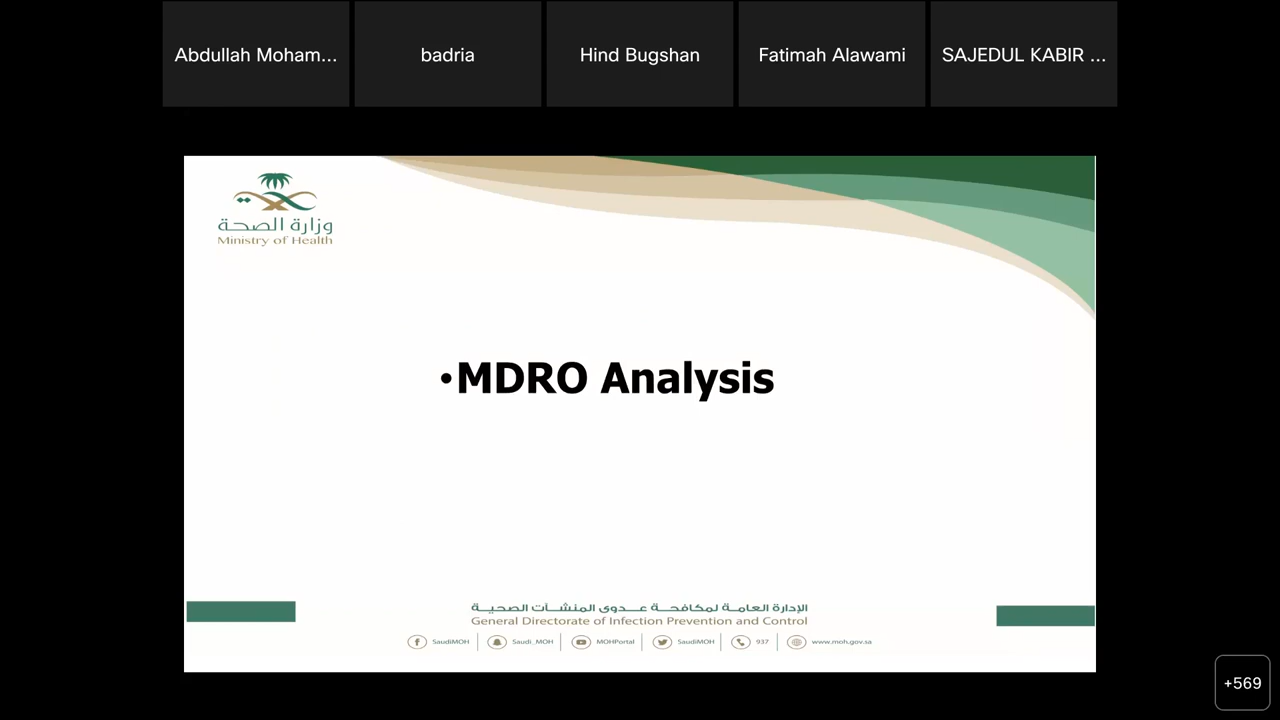 Abdullah Moham...
badria
Hind Bugshan
Fatimah Alawami
SAJEDUL KABIR ...
وزارة الصحة
Ministry of Health
•MDRO Analysis
الإدارة العامة لمكافحة عدوى المنشآت الصحية
General Directorate of Infection Prevention and Control
SaudiMOH
Saudi_MOH
MOHPortal
SaudiMOH
937
www.moh.gov.sa
+569